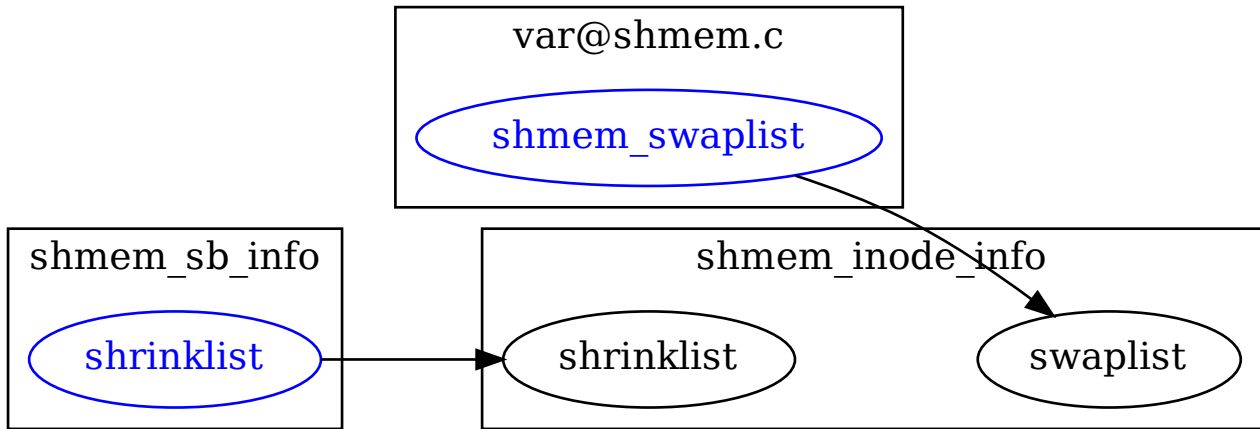 var@shmem.c
shmem_swaplist
shmem_sb_info
shrinklist
shmem_inode_info
shrinklist
swaplist